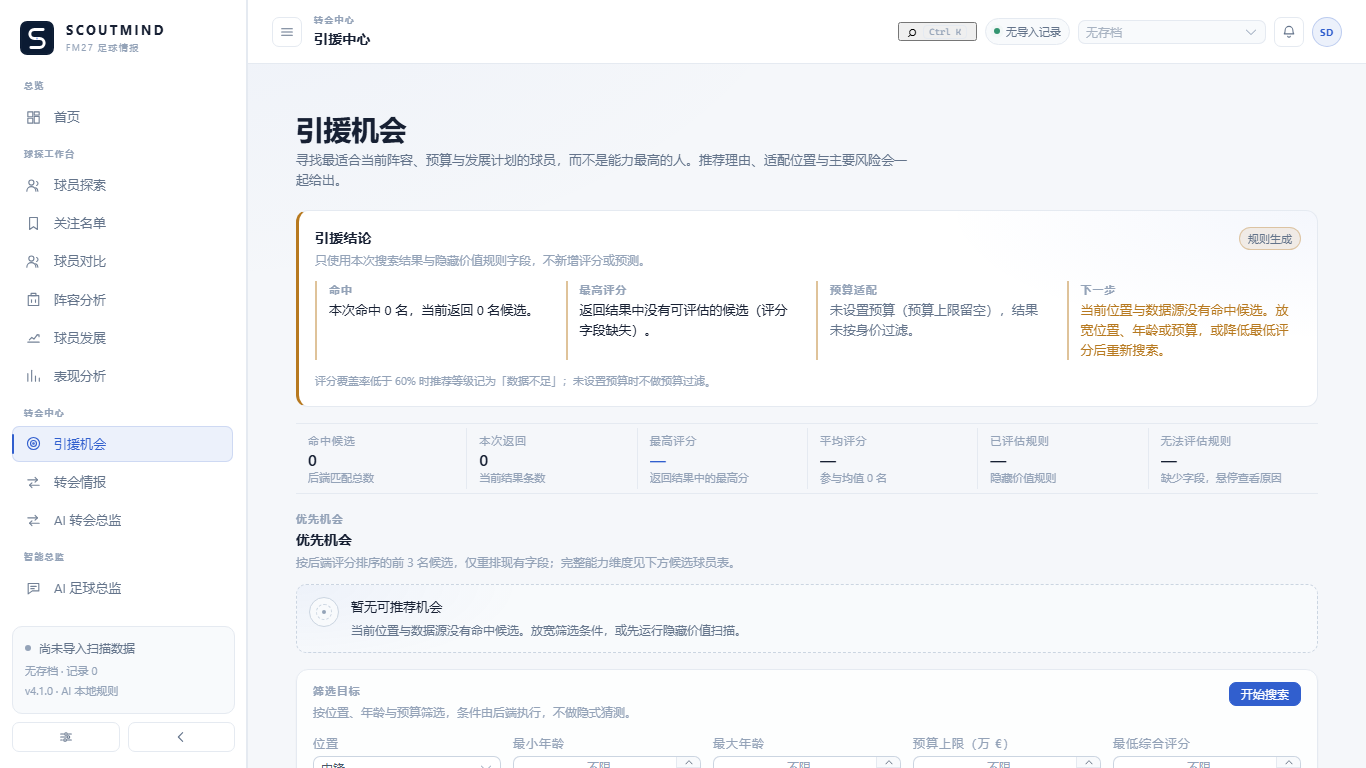 SCOUTMIND
FM27 足球情报
总览
首页
球探工作台
球员探索
关注名单
球员对比
阵容分析
球员发展
表现分析
转会中心
引援机会
转会情报
AI 转会总监
智能总监
AI 足球总监
尚未导入扫描数据
无存档 · 记录 0
v4.1.0 · AI 本地规则
转会中心
引援中心
Ctrl K
无导入记录
无存档
SD
引援机会
寻找最适合当前阵容、预算与发展计划的球员，而不是能力最高的人。推荐理由、适配位置与主要风险会一
起给出。
引援结论
规则生成
只使用本次搜索结果与隐藏价值规则字段，不新增评分或预测。
命中
本次命中 0 名，当前返回 0 名候选。
最高评分
返回结果中没有可评估的候选（评分
字段缺失）。
预算适配
未设置预算（预算上限留空），结果
未按身价过滤。
下一步
当前位置与数据源没有命中候选。放
宽位置、年龄或预算，或降低最低评
分后重新搜索。
评分覆盖率低于 60% 时推荐等级记为「数据不足」；未设置预算时不做预算过滤。
命中候选
0
后端匹配总数
本次返回
0
当前结果条数
最高评分
—
返回结果中的最高分
平均评分
—
参与均值 0 名
已评估规则
—
隐藏价值规则
无法评估规则
—
缺少字段，悬停查看原因
优先机会
优先机会
按后端评分排序的前 3 名候选，仅重排现有字段；完整能力维度见下方候选球员表。
暂无可推荐机会
当前位置与数据源没有命中候选。放宽筛选条件，或先运行隐藏价值扫描。
筛选目标
开始搜索
按位置、年龄与预算筛选，条件由后端执行，不做隐式猜测。
位置
最小年龄
最大年龄
预算上限（万 €）
最低综合评分
中锋
不限
不限
不限
不限